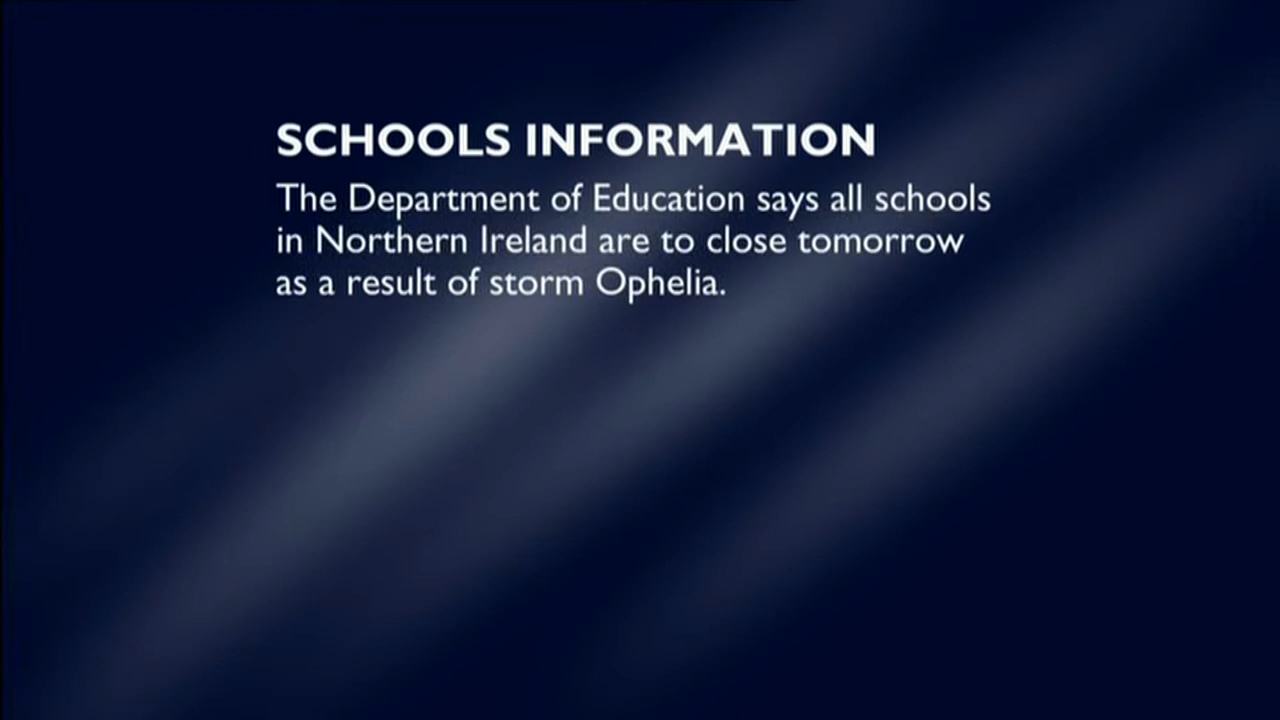 SCHOOLS INFORMATION
The Department of Education says all schools
in Northern Ireland are to close tomorrow
as a result of storm Ophelia.